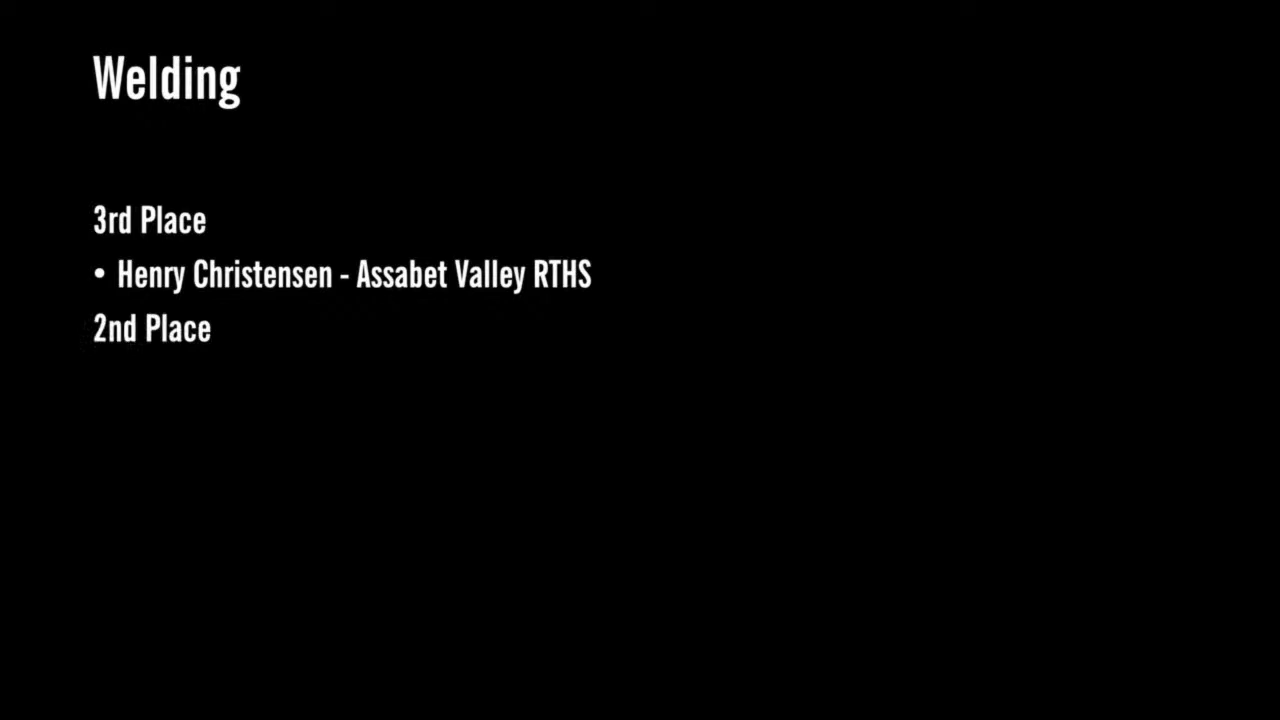 Welding
3rd Place
• Henry Christensen - Assabet Valley RTHS
2nd Place